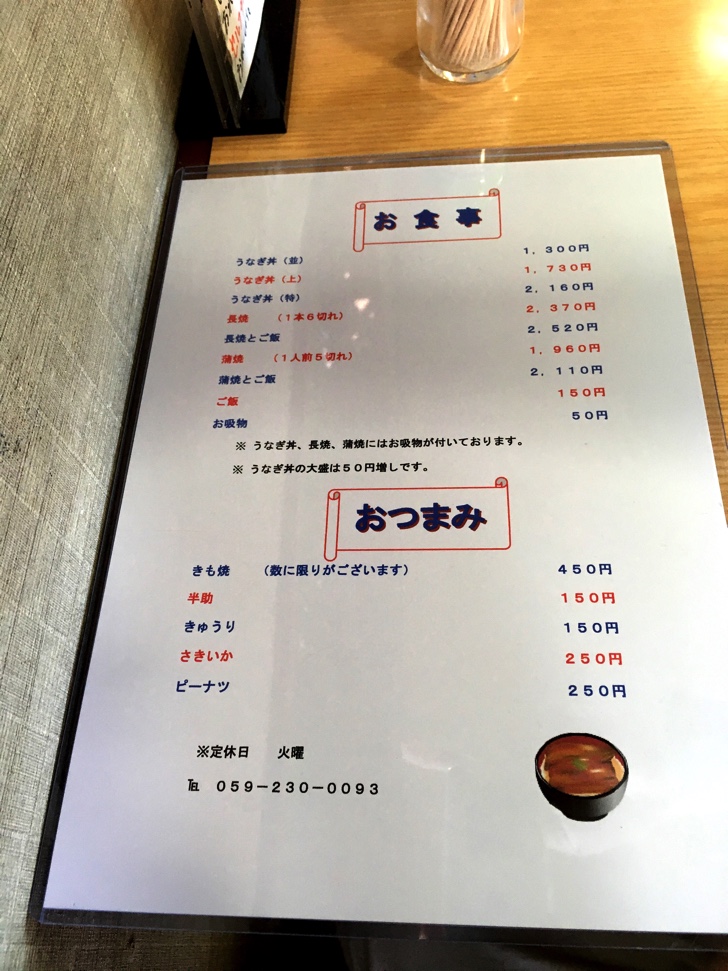 お食事
うなぎ丼（並） １，３００円
うなぎ丼（上） １，７３０円
うなぎ丼（特） ２，１６０円
長焼 （１本６切れ） ２，３７０円
長焼とご飯 ２，５２０円
蒲焼 （１人前５切れ） １，９６０円
蒲焼とご飯 ２，１１０円
ご飯 １５０円
お吸物 ５０円
※ うなぎ丼、長焼、蒲焼にはお吸物が付いております。
※ うなぎ丼の大盛は５０円増しです。
おつまみ
きも焼 （数に限りがございます） ４５０円
半助 １５０円
きゅうり １５０円
さきいか ２５０円
ピーナツ ２５０円
※定休日 火曜
℡ ０５９－２３０－００９３